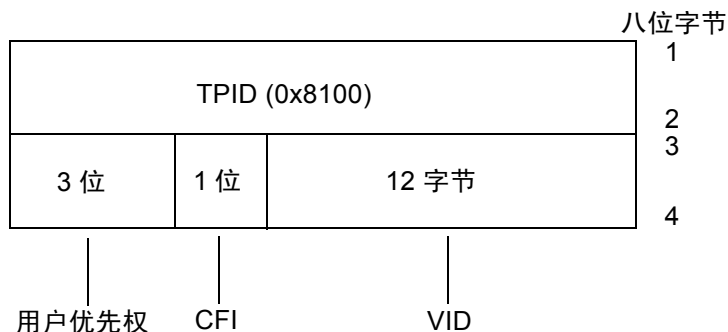 八位字节
1
TPID (0x8100)
2
3
3 位 1 位 12 字节
4
用户优先权 CFI VID